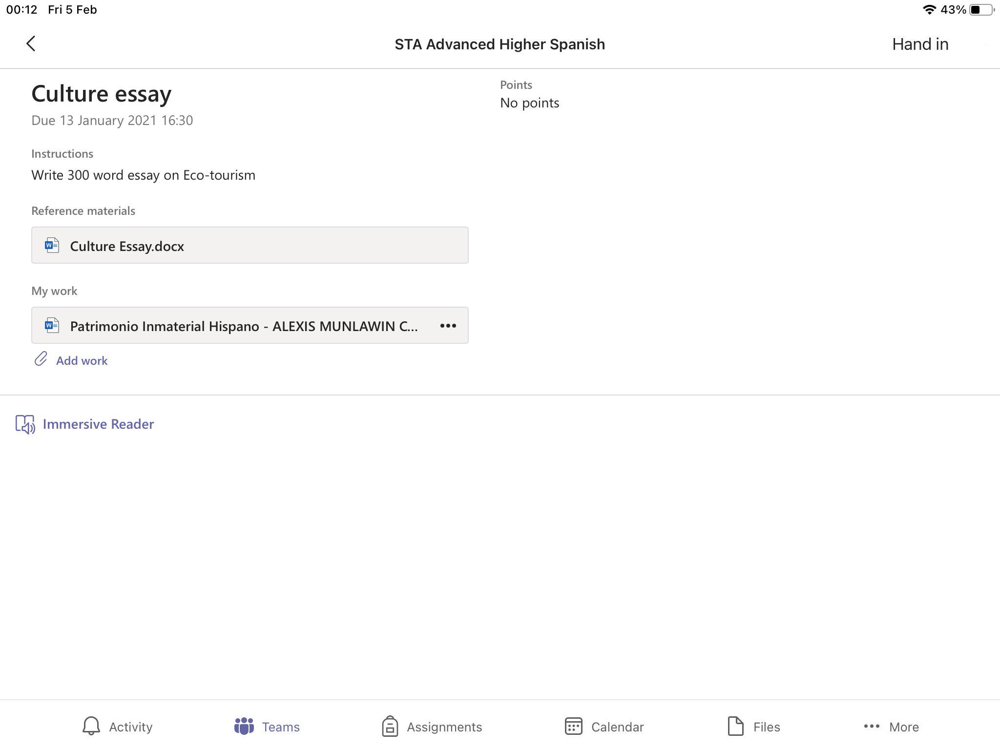 00:12 Fri 5 Feb 43%
STA Advanced Higher Spanish Hand in
Culture essay
Due 13 January 2021 16:30
Points
No points
Instructions
Write 300 word essay on Eco-tourism
Reference materials
Culture Essay.docx
My work
Patrimonio Inmaterial Hispano - ALEXIS MUNLAWIN C...
Add work
Immersive Reader
Activity Teams Assignments Calendar Files More